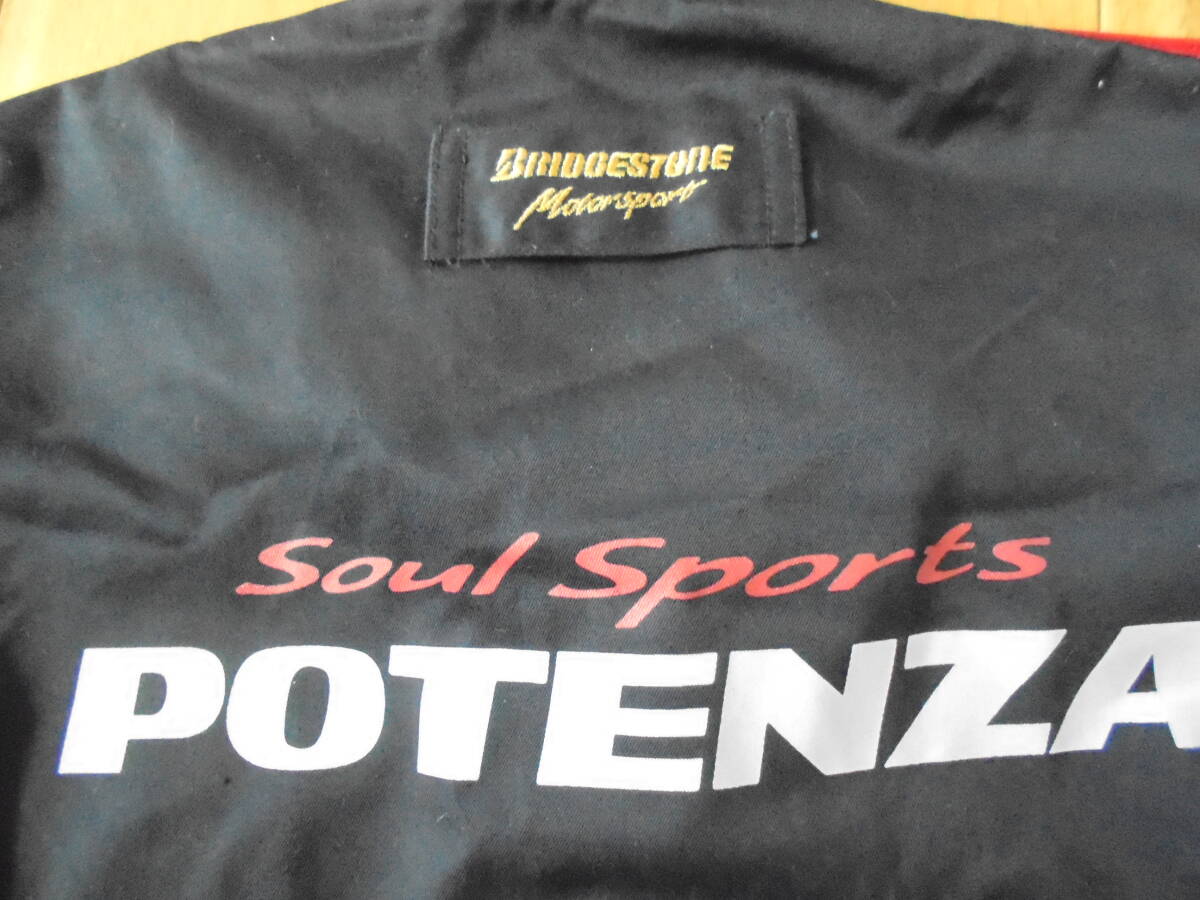 BRIDGESTONE
Motorsport
Soul Sports
POTENZA